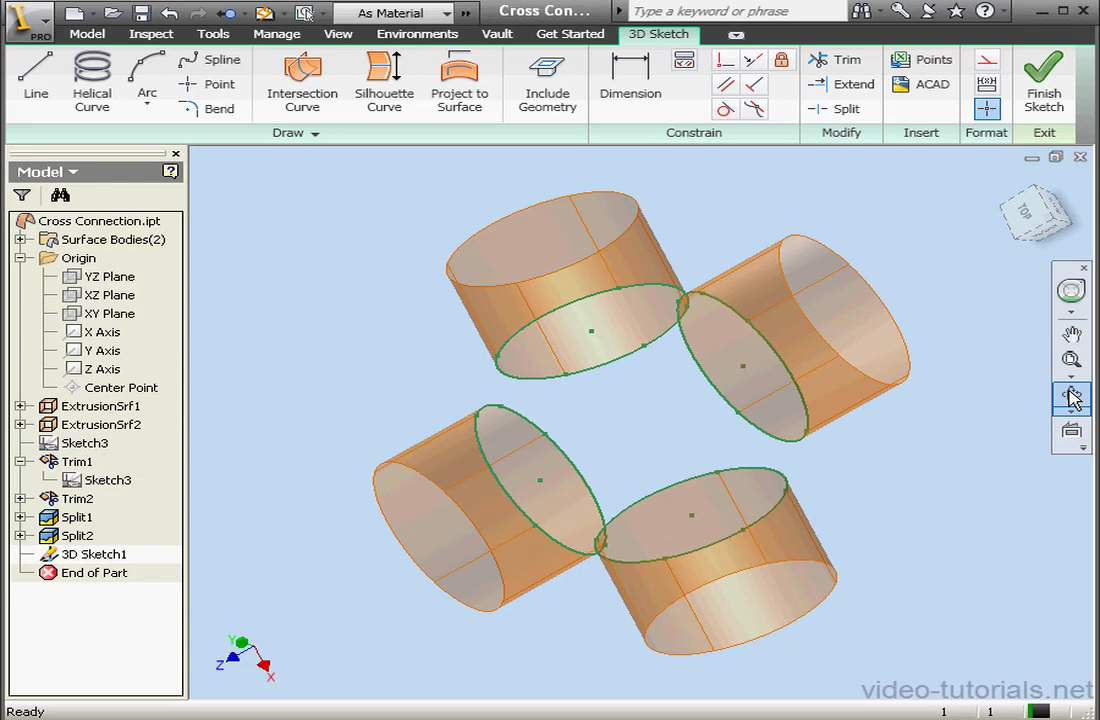 As Material
Cross Con...
Type a keyword or phrase
PRO
Model
Inspect
Tools
Manage
View
Environments
Vault
Get Started
3D Sketch
Line
Helical
Curve
Arc
Spline
Point
Bend
Intersection
Curve
Silhouette
Curve
Project to
Surface
Include
Geometry
Dimension
Trim
Extend
Split
Points
ACAD
Finish
Sketch
Draw
Constrain
Modify
Insert
Format
Exit
Model
Cross Connection.ipt
Surface Bodies(2)
Origin
YZ Plane
XZ Plane
XY Plane
X Axis
Y Axis
Z Axis
Center Point
ExtrusionSrf1
ExtrusionSrf2
Sketch3
Trim1
Sketch3
Trim2
Split1
Split2
3D Sketch1
End of Part
TOP
Y
Z
X
video-tutorials.net
Ready
1
1